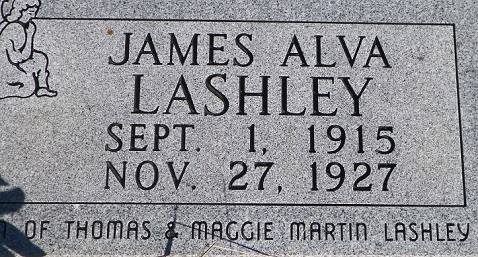 JAMES ALVA
LASHLEY
SEPT. 1, 1915
NOV. 27, 1927
OF THOMAS & MAGGIE MARTIN LASHLEY